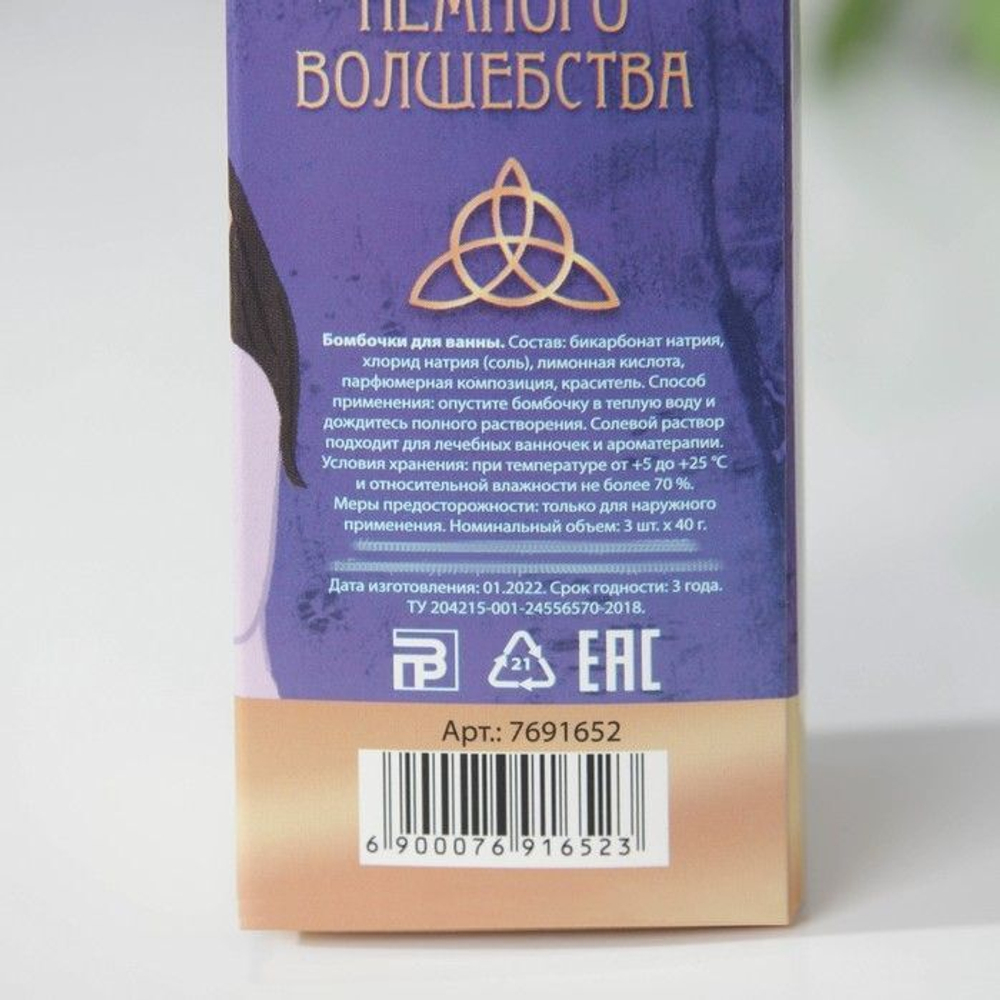 НЕМНОГО
ВОЛШЕБСТВА
Бомбочки для ванны. Состав: бикарбонат натрия,
хлорид натрия (соль), лимонная кислота,
парфюмерная композиция, краситель. Способ
применения: опустите бомбочку в теплую воду и
дождитесь полного растворения. Солевой раствор
подходит для лечебных ванночек и ароматерапии.
Условия хранения: при температуре от +5 до +25 °С
и относительной влажности не более 70 %.
Меры предосторожности: только для наружного
применения. Номинальный объем: 3 шт. х 40 г.
Дата изготовления: 01.2022. Срок годности: 3 года.
ТУ 204215-001-24556570-2018.
21 ЕАС
Арт.: 7691652
6 900076 916523